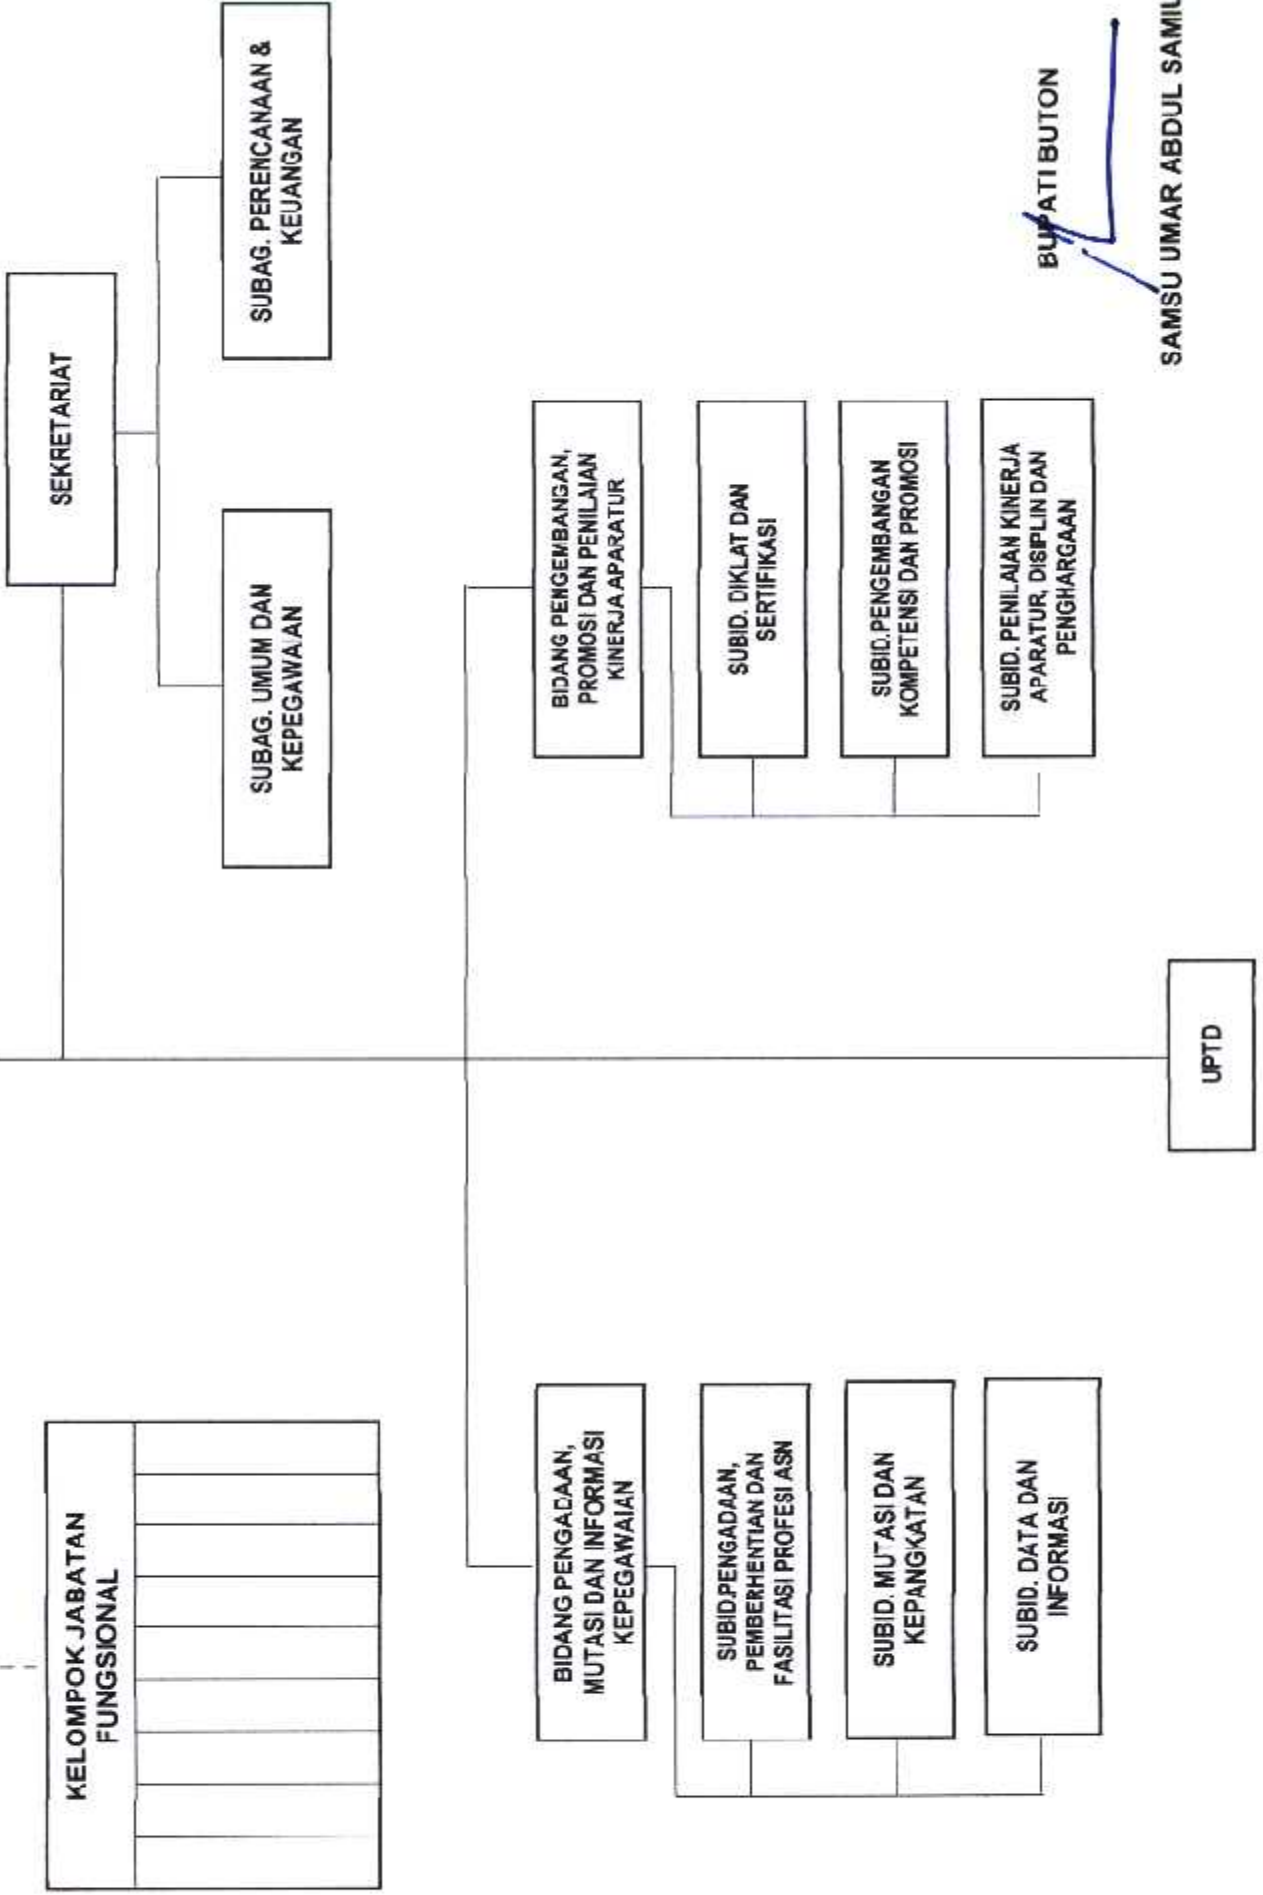 SEKRETARIAT
SUBAG. UMUM DAN
KEPEGAWAIAN
SUBAG. PERENCANAAN &
KEUANGAN
KELOMPOK JABATAN
FUNGSIONAL
BIDANG PENGADAAN,
MUTASI DAN INFORMASI
KEPEGAWAIAN
SUBID.PENGADAAN,
PEMBERHENTIAN DAN
FASILITASI PROFESI ASN
SUBID. MUTASI DAN
KEPANGKATAN
SUBID. DATA DAN
INFORMASI
BIDANG PENGEMBANGAN,
PROMOSI DAN PENILAIAN
KINERJA APARATUR
SUBID. DIKLAT DAN
SERTIFIKASI
SUBID.PENGEMBANGAN
KOMPETENSI DAN PROMOSI
SUBID. PENILAIAN KINERJA
APARATUR, DISIPLIN DAN
PENGHARGAAN
UPTD
BUPATI BUTON
SAMSU UMAR ABDUL SAMIU